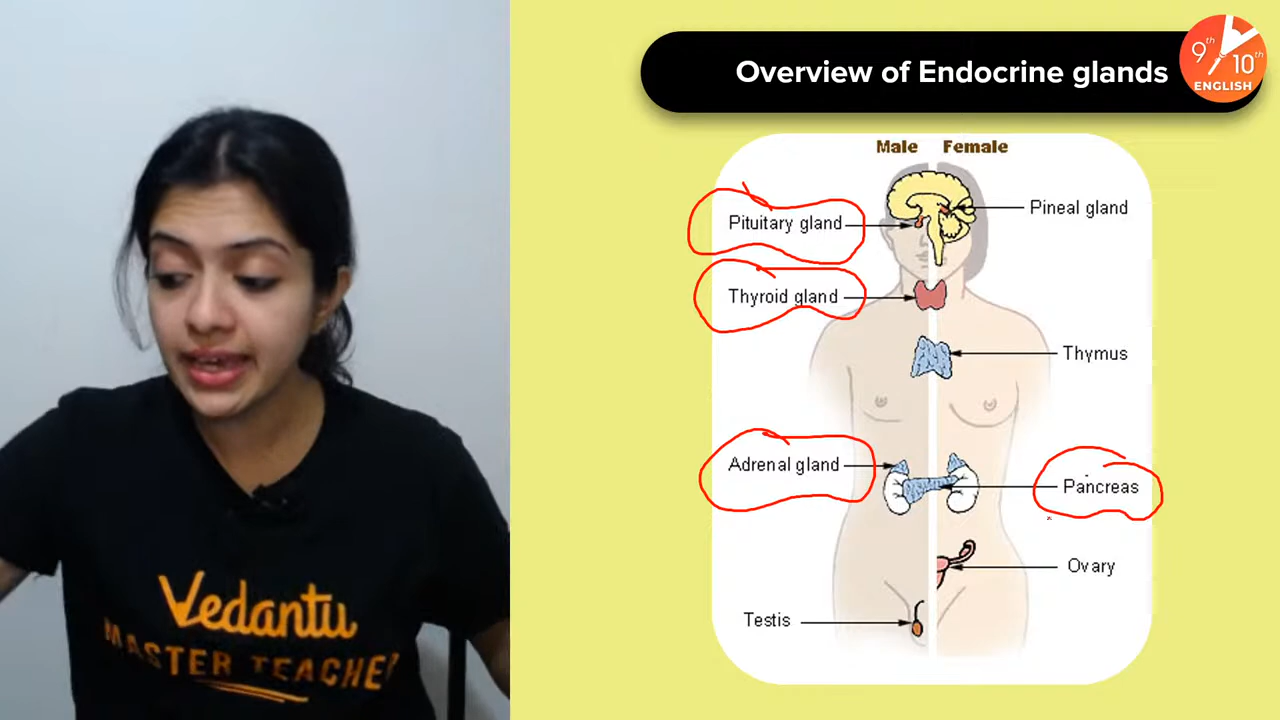 Overview of Endocrine glands
9th
10th
ENGLISH
Male Female
Pituitary gland
Pineal gland
Thyroid gland
Thymus
Adrenal gland
Pancreas
Ovary
Testis
Vedantu
MASTER TEACHER